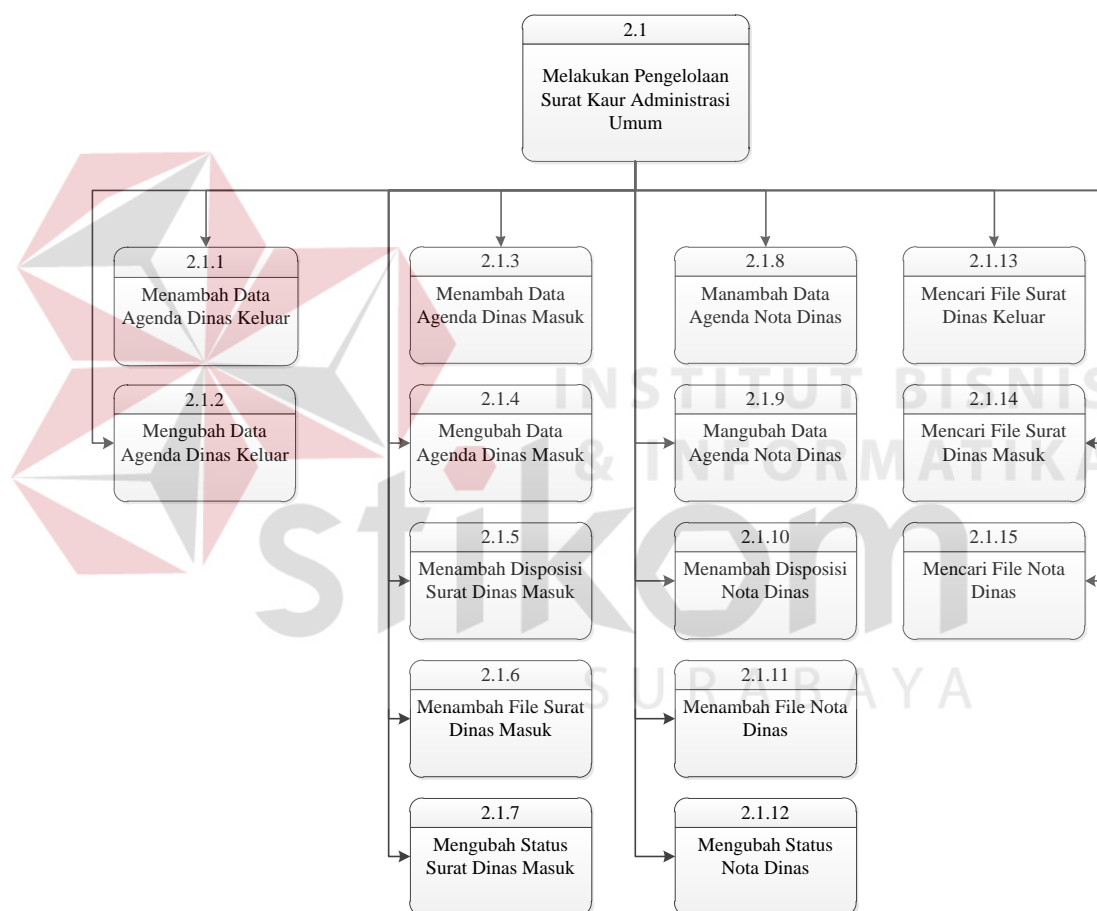 2.1
Melakukan Pengelolaan
Surat Kaur Administrasi
Umum
2.1.1
Menambah Data
Agenda Dinas Keluar
2.1.2
Mengubah Data
Agenda Dinas Keluar
2.1.3
Menambah Data
Agenda Dinas Masuk
2.1.4
Mengubah Data
Agenda Dinas Masuk
2.1.5
Menambah Disposisi
Surat Dinas Masuk
2.1.6
Menambah File Surat
Dinas Masuk
2.1.7
Mengubah Status
Surat Dinas Masuk
2.1.8
Manambah Data
Agenda Nota Dinas
2.1.9
Mangubah Data
Agenda Nota Dinas
2.1.10
Menambah Disposisi
Nota Dinas
2.1.11
Menambah File Nota
Dinas
2.1.12
Mengubah Status
Nota Dinas
2.1.13
Mencari File Surat
Dinas Keluar
2.1.14
Mencari File Surat
Dinas Masuk
2.1.15
Mencari File Nota
Dinas
INSTITUT BISNIS
& INFORMATIKA
stikom
SURABAYA